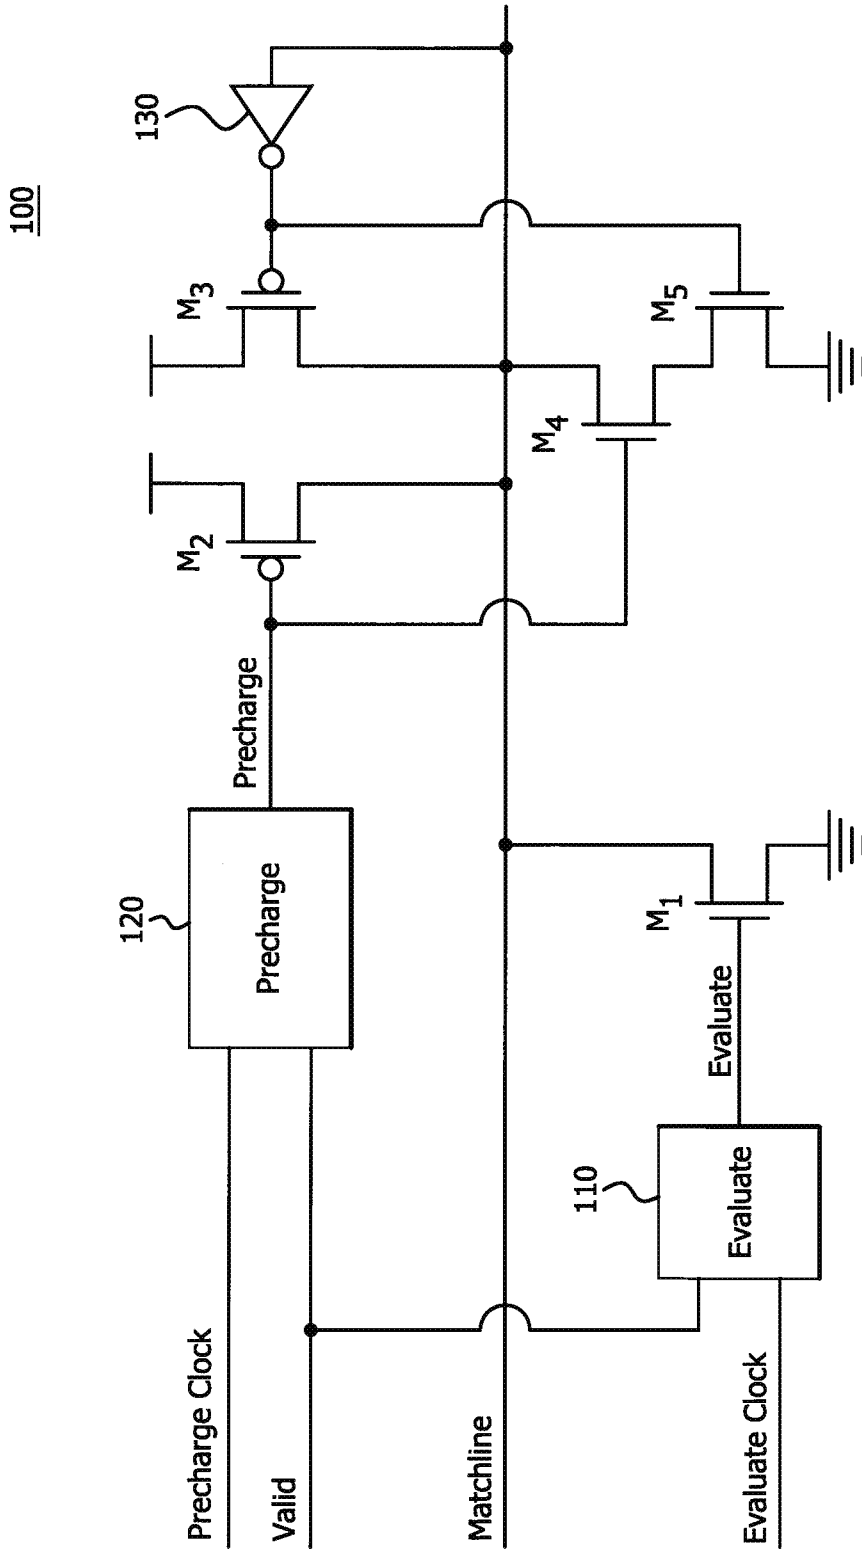 100
130
M3
M2
M4
M5
Precharge
120
Precharge
M1
Evaluate
110
Evaluate
Precharge Clock
Valid
Matchline
Evaluate Clock